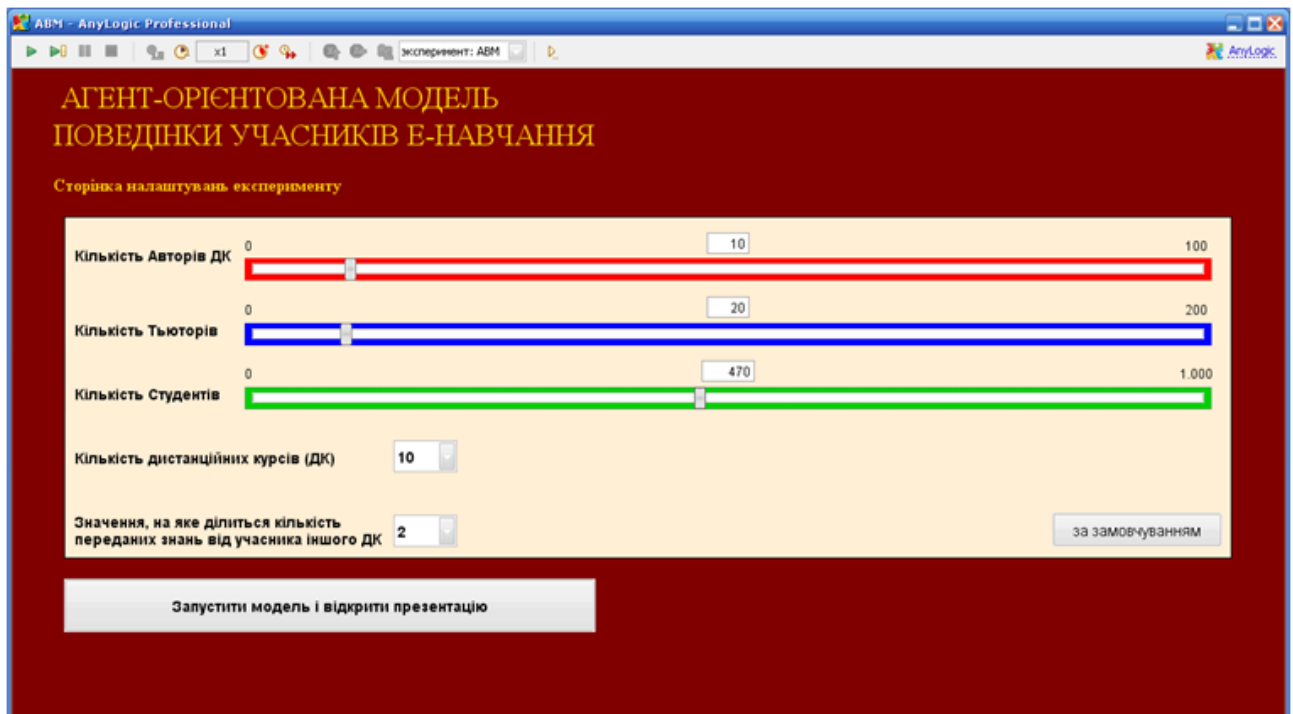 ABM - AnyLogic Professional
x1 эксперимент: ABM AnyLogic
АГЕНТ-ОРІЄНТОВАНА МОДЕЛЬ
ПОВЕДІНКИ УЧАСНИКІВ Е-НАВЧАННЯ
Сторінка налаштувань експерименту
0 10 100
Кількість Авторів ДК
0 20 200
Кількість Тьюторів
0 470 1.000
Кількість Студентів
Кількість дистанційних курсів (ДК) 10
Значення, на яке ділиться кількість
переданих знань від учасника іншого ДК 2
за замовчуванням
Запустити модель і відкрити презентацію